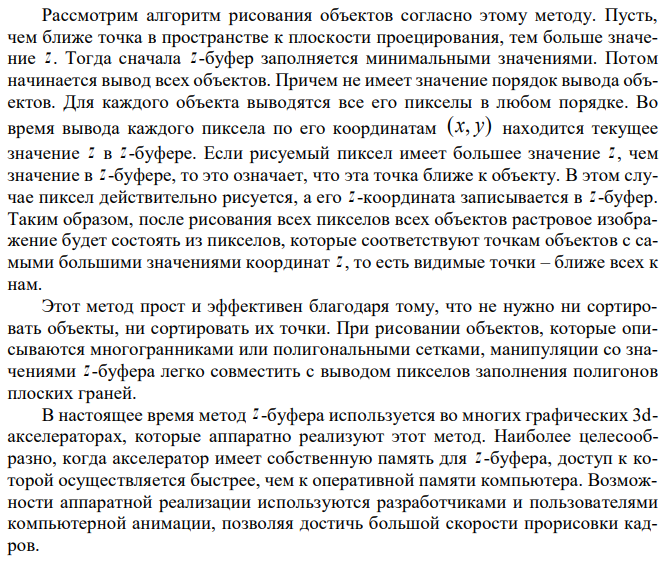 Рассмотрим алгоритм рисования объектов согласно этому методу. Пусть,
чем ближе точка в пространстве к плоскости проецирования, тем больше значе-
ние z. Тогда сначала z-буфер заполняется минимальными значениями. Потом
начинается вывод всех объектов. Причем не имеет значение порядок вывода объ-
ектов. Для каждого объекта выводятся все его пикселы в любом порядке. Во
время вывода каждого пиксела по его координатам (x, y) находится текущее
значение z в z-буфере. Если рисуемый пиксел имеет большее значение z, чем
значение в z-буфере, то это означает, что эта точка ближе к объекту. В этом слу-
чае пиксел действительно рисуется, а его z-координата записывается в z-буфер.
Таким образом, после рисования всех пикселов всех объектов растровое изобра-
жение будет состоять из пикселов, которые соответствуют точкам объектов с са-
мыми большими значениями координат z, то есть видимые точки – ближе всех к
нам.
Этот метод прост и эффективен благодаря тому, что не нужно ни сортиро-
вать объекты, ни сортировать их точки. При рисовании объектов, которые опи-
сываются многогранниками или полигональными сетками, манипуляции со зна-
чениями z-буфера легко совместить с выводом пикселов заполнения полигонов
плоских граней.
В настоящее время метод z-буфера используется во многих графических 3d-
акселераторах, которые аппаратно реализуют этот метод. Наиболее целесооб-
разно, когда акселератор имеет собственную память для z-буфера, доступ к ко-
торой осуществляется быстрее, чем к оперативной памяти компьютера. Возмож-
ности аппаратной реализации используются разработчиками и пользователями
компьютерной анимации, позволяя достичь большой скорости прорисовки кад-
ров.